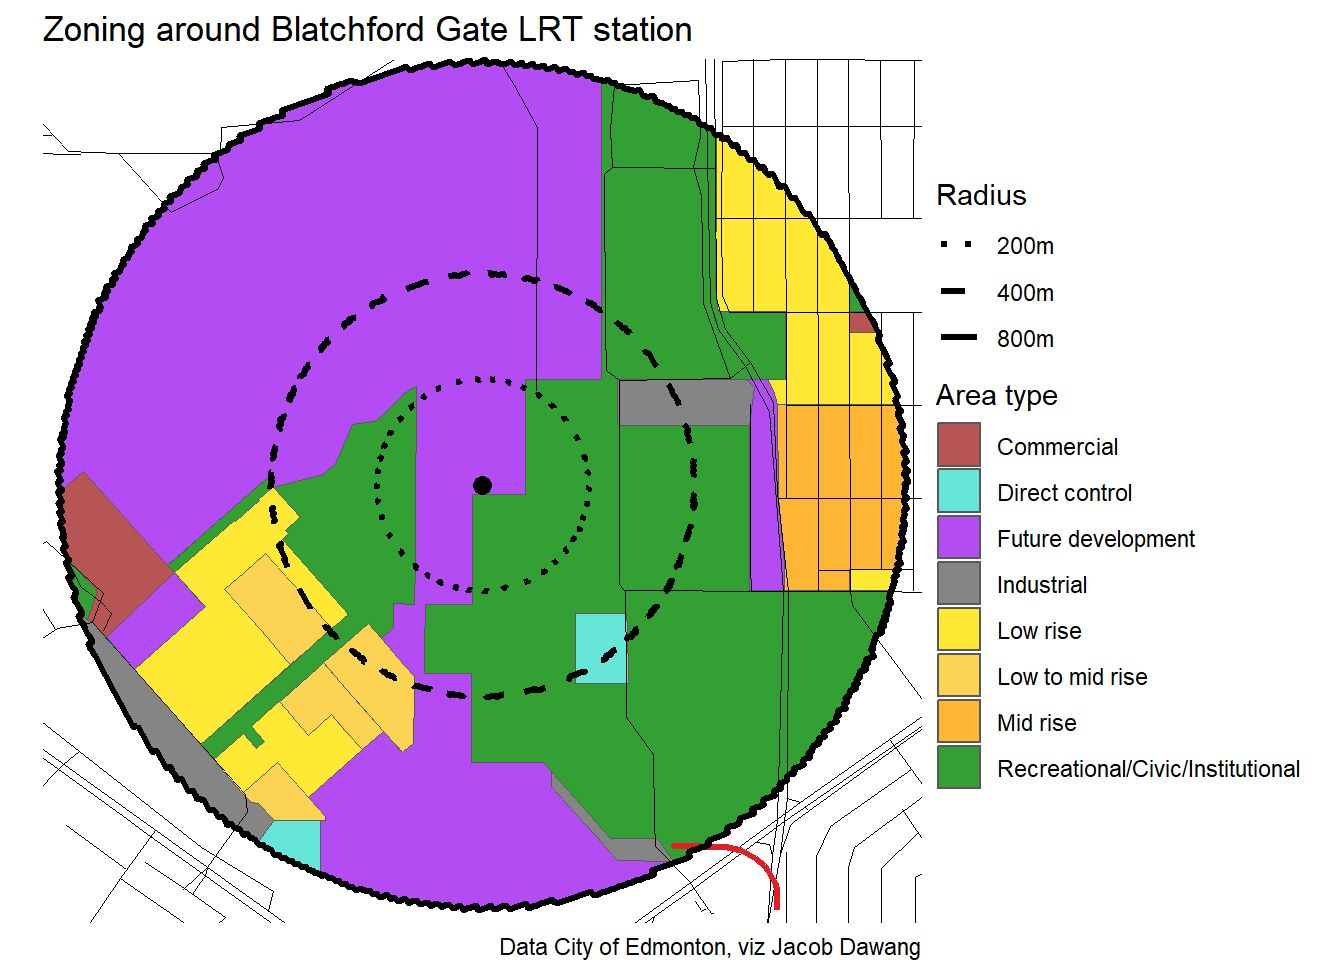 Zoning around Blatchford Gate LRT station
Radius
200m
400m
800m
Area type
Commercial
Direct control
Future development
Industrial
Low rise
Low to mid rise
Mid rise
Recreational/Civic/Institutional
Data City of Edmonton, viz Jacob Dawang